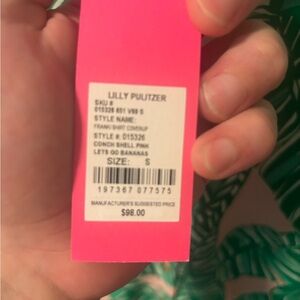 LILLY PULITZER
SKU #
015326 651 V98 S
STYLE NAME:
FRANKI SHIRT COVERUP
STYLE #: 015326
CONCH SHELL PINK
LETS GO BANANAS
SIZE: S
197367 077575
MANUFACTURER'S SUGGESTED PRICE
$98.00